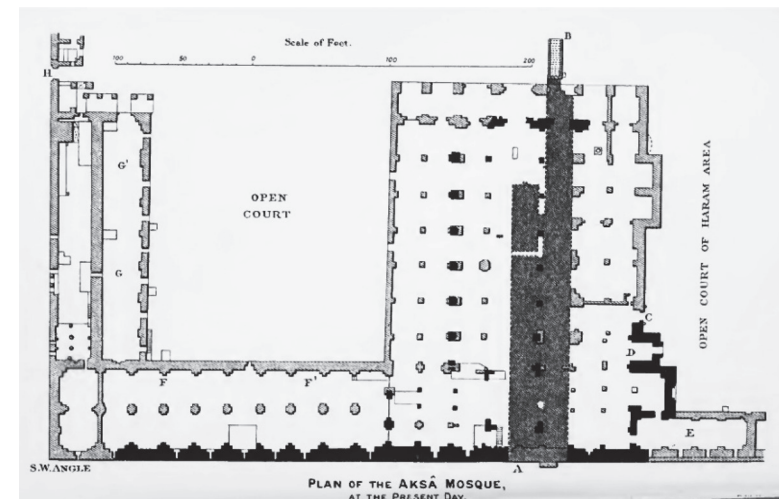 B
Scale of Feet.
100 50 0 100 200
H
C
G'
G
OPEN
COURT
OPEN COURT OF HARAM AREA
C
D
F F'
E
S.W. ANGLE
A
PLAN OF THE AKSÂ MOSQUE,
AT THE PRESENT DAY.